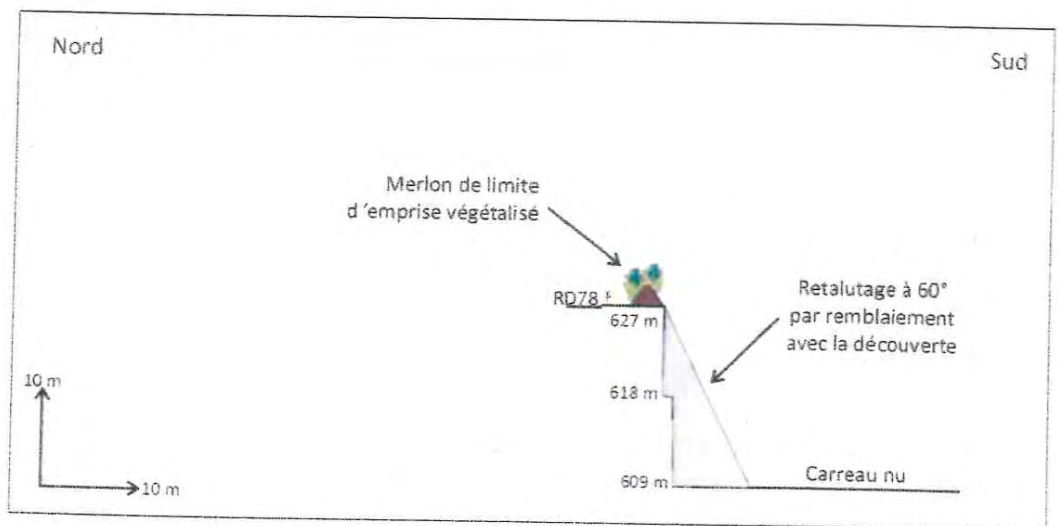 Nord
Sud
Merlon de limite
d'emprise végétalisé
RD78
627 m
Retalutage à 60°
par remblaiement
avec la découverte
10 m
618 m
609 m
Carreau nu
10 m